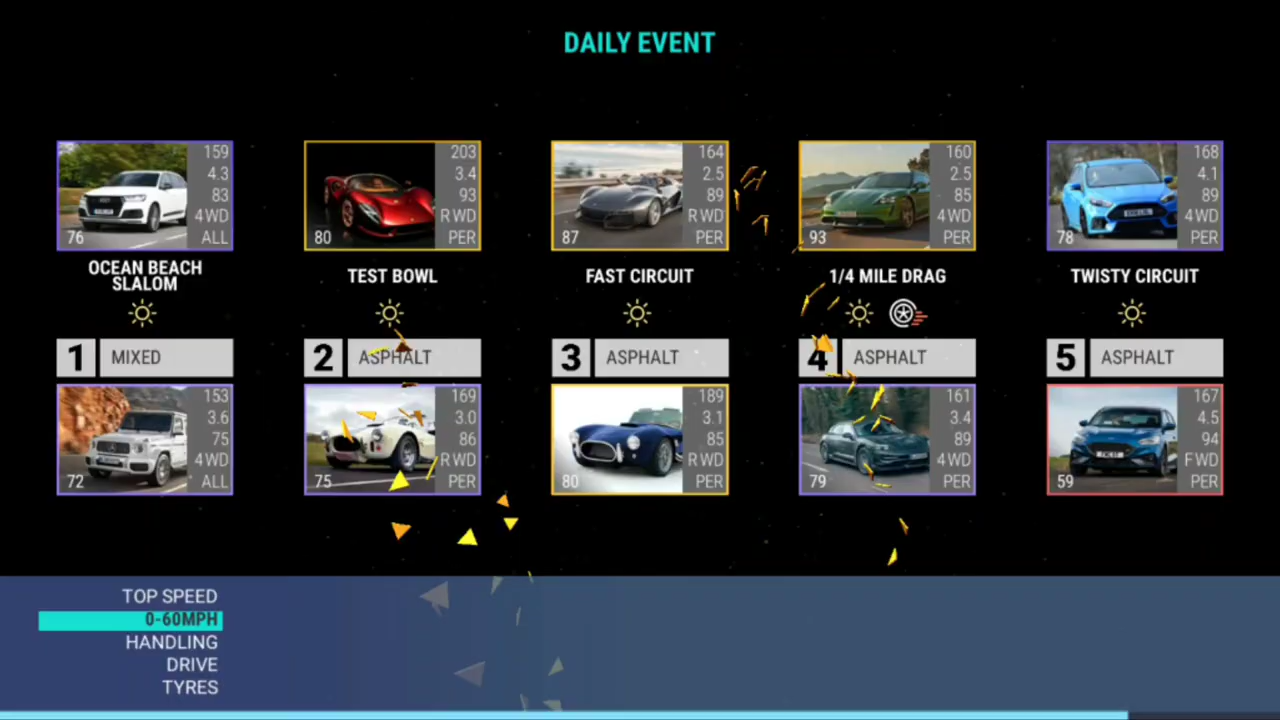 DAILY EVENT
159
4.3
83
4WD
76 ALL
203
3.4
93
RWD
80 PER
164
2.5
89
RWD
87 PER
160
2.5
85
4WD
93 PER
168
4.1
89
4WD
78 PER
OCEAN BEACH
SLALOM
TEST BOWL
FAST CIRCUIT
1/4 MILE DRAG
TWISTY CIRCUIT
1 MIXED
2 ASPHALT
3 ASPHALT
4 ASPHALT
5 ASPHALT
153
3.6
75
4WD
72 ALL
169
3.0
86
RWD
75 PER
189
3.1
85
RWD
80 PER
161
3.4
89
4WD
79 PER
167
4.5
94
FWD
59 PER
TOP SPEED
0-60MPH
HANDLING
DRIVE
TYRES